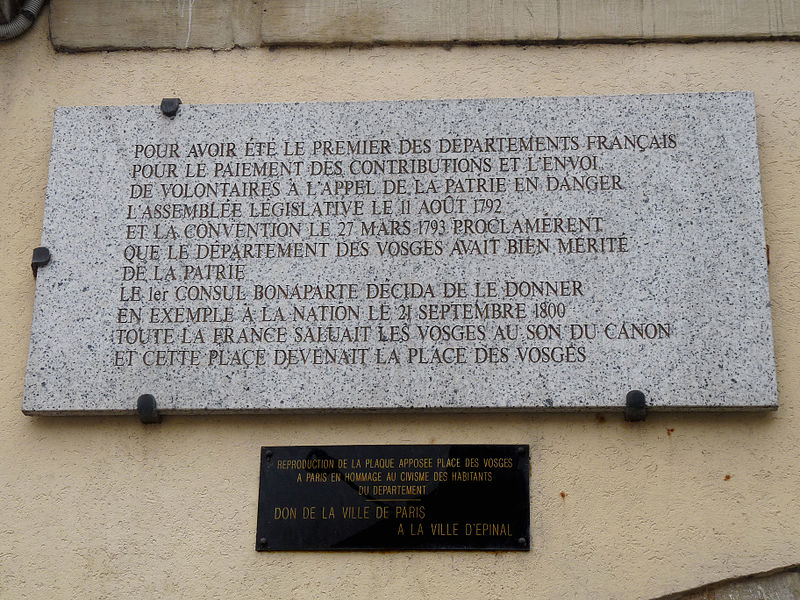 POUR AVOIR ÉTÉ LE PREMIER DES DÉPARTEMENTS FRANÇAIS
POUR LE PAIEMENT DES CONTRIBUTIONS ET L'ENVOI
DE VOLONTAIRES À L'APPEL DE LA PATRIE EN DANGER
L'ASSEMBLÉE LÉGISLATIVE LE 11 AOÛT 1792
ET LA CONVENTION LE 27 MARS 1793 PROCLAMÈRENT
QUE LE DÉPARTEMENT DES VOSGES AVAIT BIEN MÉRITÉ
DE LA PATRIE
LE 1er CONSUL BONAPARTE DÉCIDA DE LE DONNER
EN EXEMPLE À LA NATION LE 21 SEPTEMBRE 1800
TOUTE LA FRANCE SALUAIT LES VOSGES AU SON DU CANON
ET CETTE PLACE DEVENAIT LA PLACE DES VOSGES
REPRODUCTION DE LA PLAQUE APPOSEE PLACE DES VOSGES
A PARIS EN HOMMAGE AU CIVISME DES HABITANTS
DU DEPARTEMENT
DON DE LA VILLE DE PARIS
A LA VILLE D'EPINAL